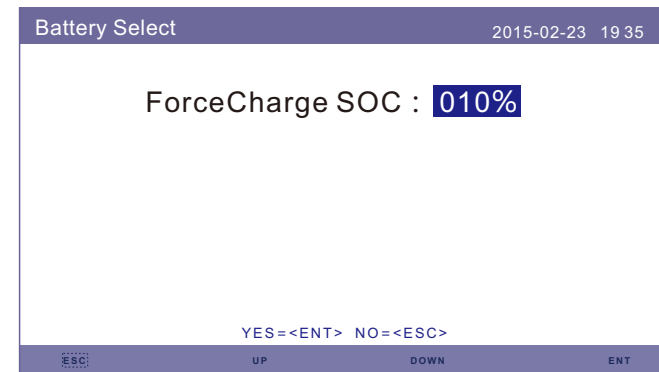 Battery Select 2015-02-23 19 35
ForceCharge SOC : 010%
YES=<ENT> NO=<ESC>
ESC UP DOWN ENT